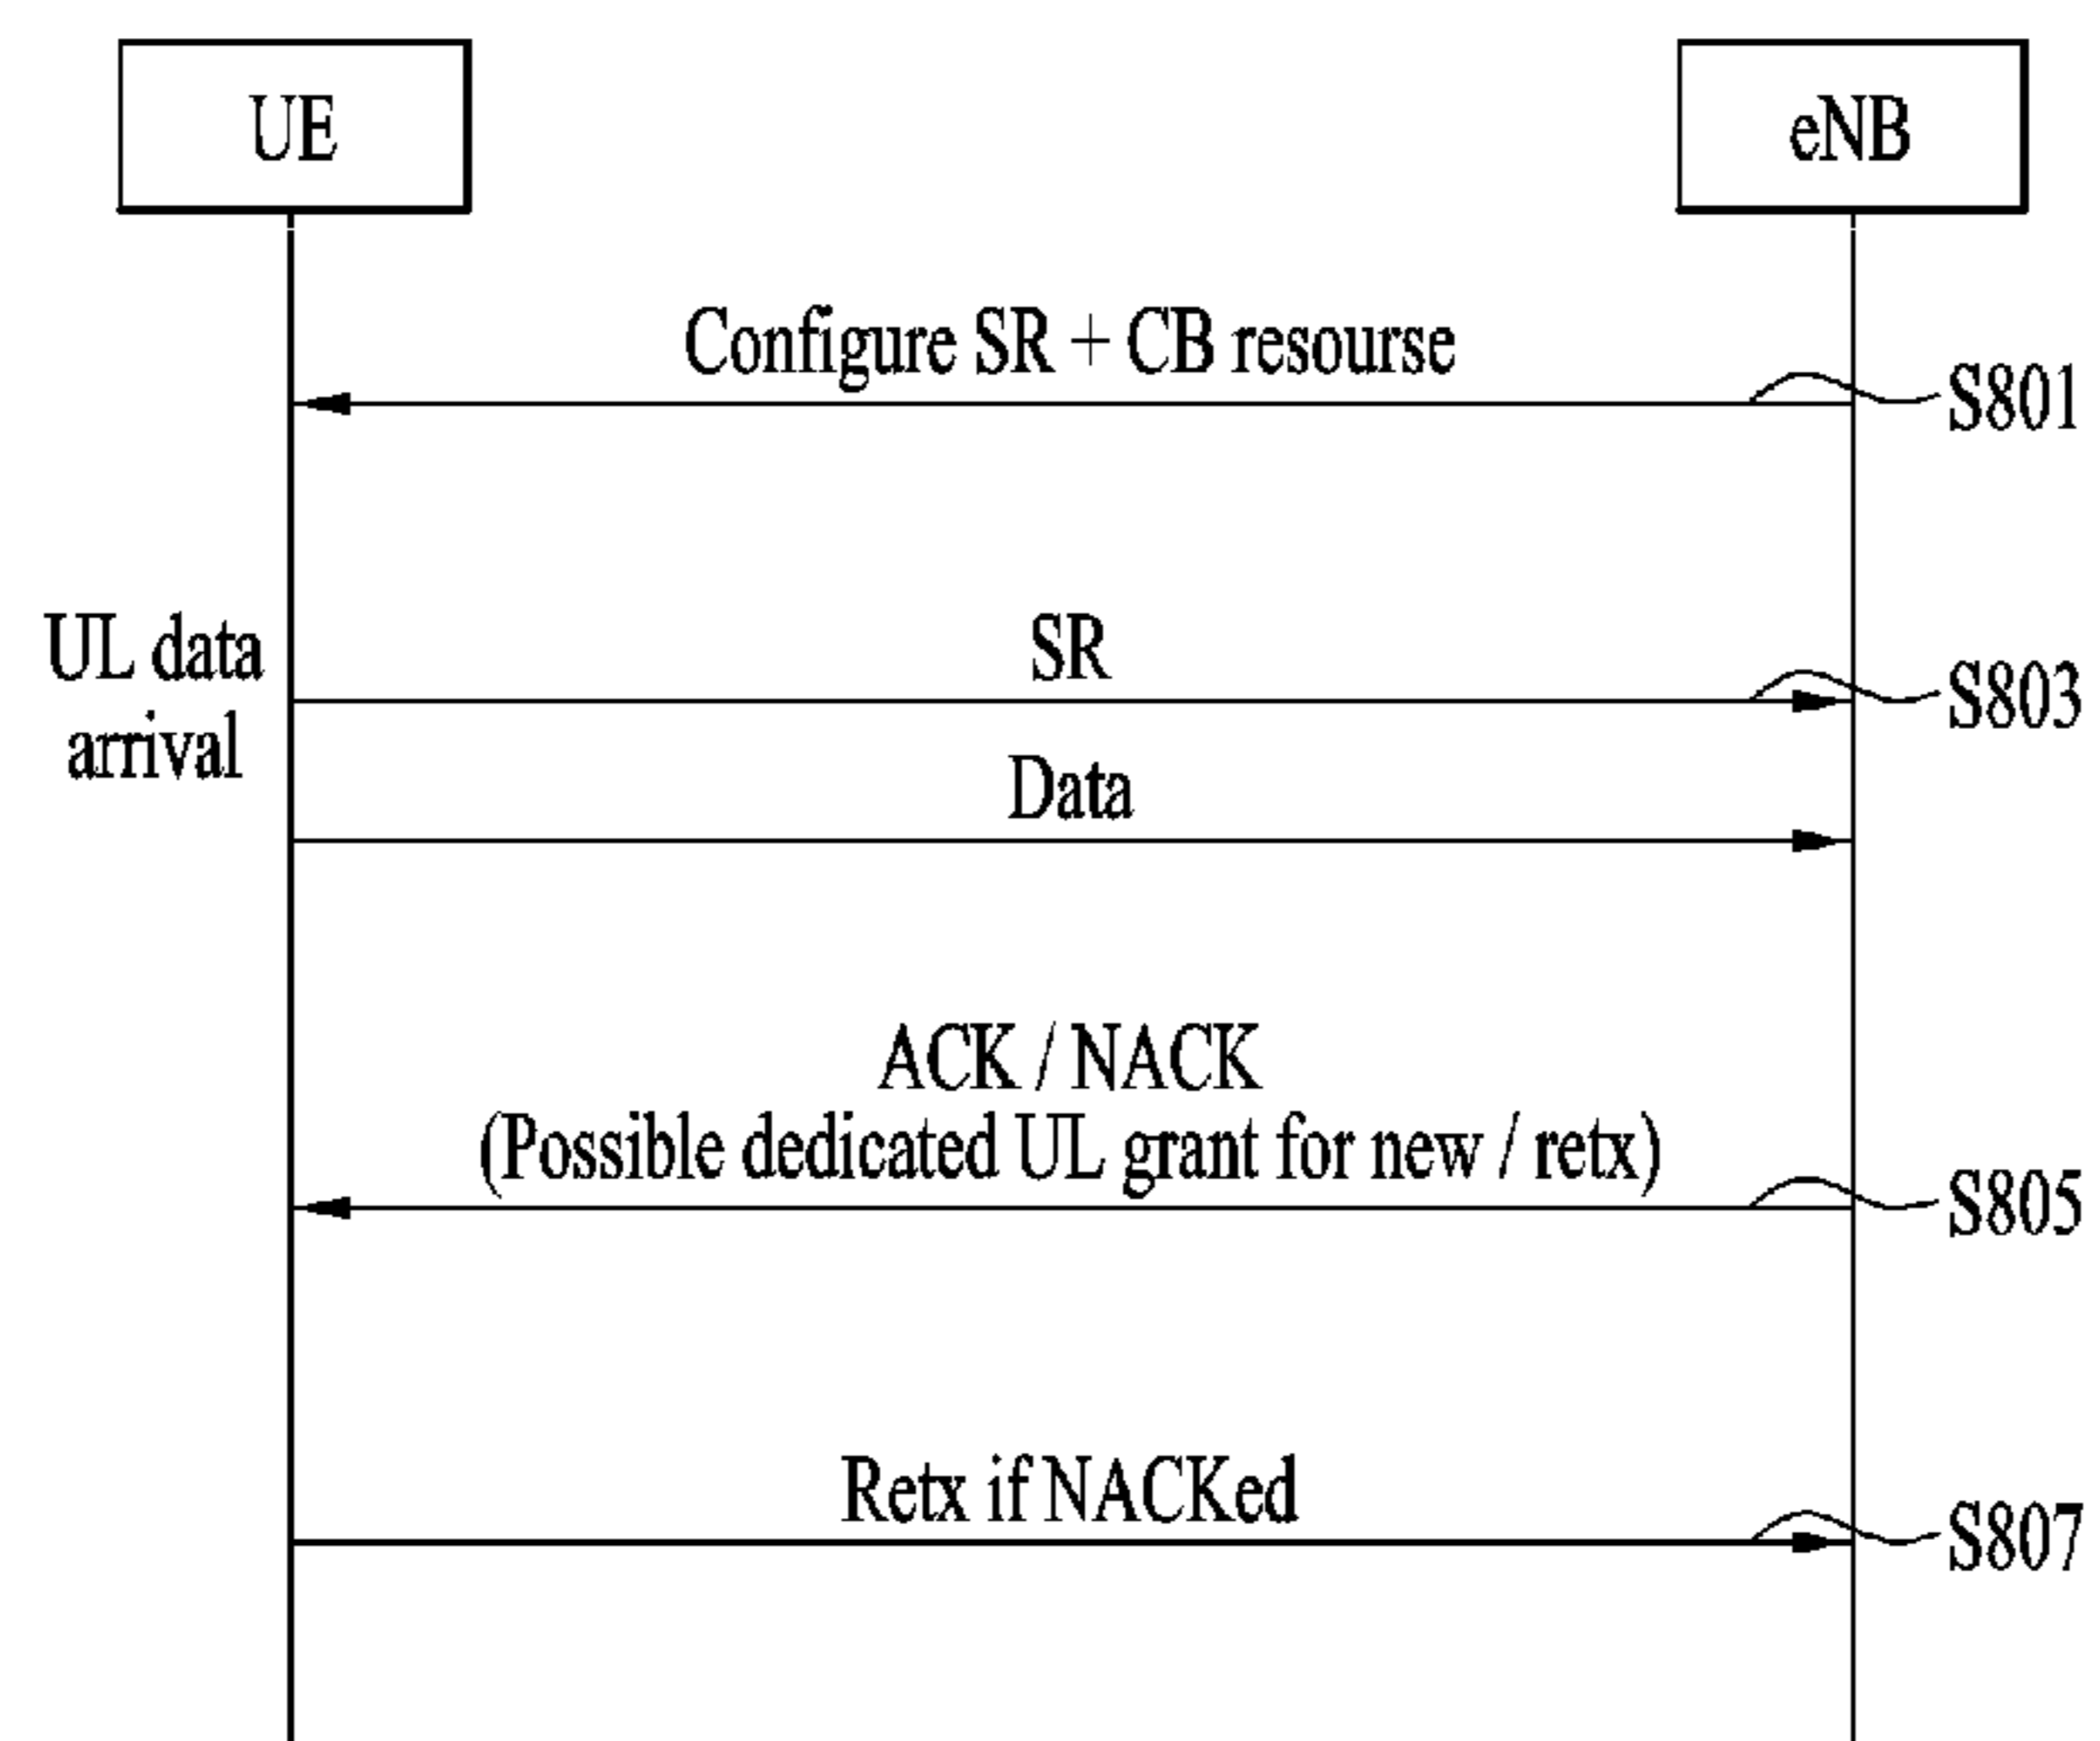 UE
eNB
Configure SR + CB resourse
S801
UL data
arrival
SR
S803
Data
ACK / NACK
(Possible dedicated UL grant for new / retx)
S805
Retx if NACKed
S807